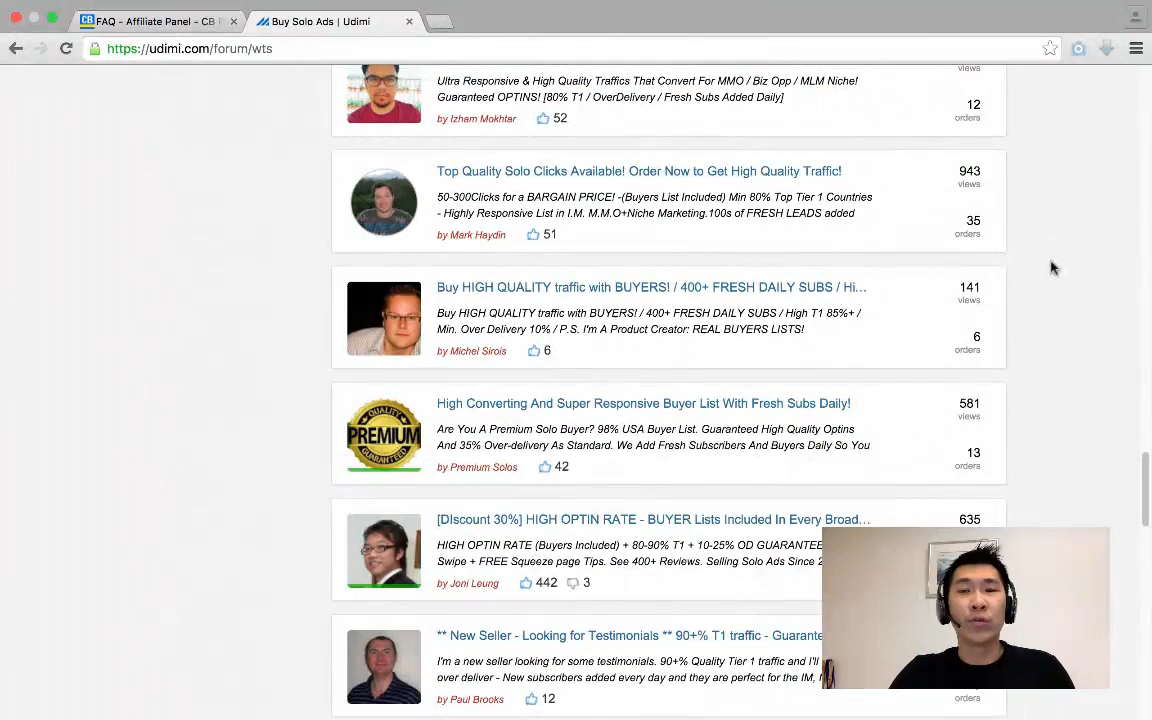 FAQ - Affiliate Panel - CB P
Buy Solo Ads | Udimi
https://udimi.com/forum/wts
Ultra Responsive & High Quality Traffics That Convert For MMO / Biz Opp / MLM Niche!
Guaranteed OPTINS! [80% T1 / OverDelivery / Fresh Subs Added Daily]
by Izham Mokhtar 52
views
12
orders
Top Quality Solo Clicks Available! Order Now to Get High Quality Traffic!
50-300Clicks for a BARGAIN PRICE! -(Buyers List Included) Min 80% Top Tier 1 Countries
- Highly Responsive List in I.M. M.M.O+Niche Marketing.100s of FRESH LEADS added
by Mark Haydin 51
943
views
35
orders
Buy HIGH QUALITY traffic with BUYERS! / 400+ FRESH DAILY SUBS / Hi...
Buy HIGH QUALITY traffic with BUYERS! / 400+ FRESH DAILY SUBS / High T1 85%+ /
Min. Over Delivery 10% / P.S. I'm A Product Creator: REAL BUYERS LISTS!
by Michel Sirois 6
141
views
6
orders
QUALITY
PREMIUM
GUARANTEED
High Converting And Super Responsive Buyer List With Fresh Subs Daily!
Are You A Premium Solo Buyer? 98% USA Buyer List. Guaranteed High Quality Optins
And 35% Over-delivery As Standard. We Add Fresh Subscribers And Buyers Daily So You
by Premium Solos 42
581
views
13
orders
[DIscount 30%] HIGH OPTIN RATE - BUYER Lists Included In Every Broad...
HIGH OPTIN RATE (Buyers Included) + 80-90% T1 + 10-25% OD GUARANTEE
Swipe + FREE Squeeze page Tips. See 400+ Reviews. Selling Solo Ads Since 2
by Joni Leung 442 3
635
** New Seller - Looking for Testimonials ** 90+% T1 traffic - Guarante
I'm a new seller looking for some testimonials. 90+% Quality Tier 1 traffic and I'll
over deliver - New subscribers added every day and they are perfect for the IM,
by Paul Brooks 12
orders